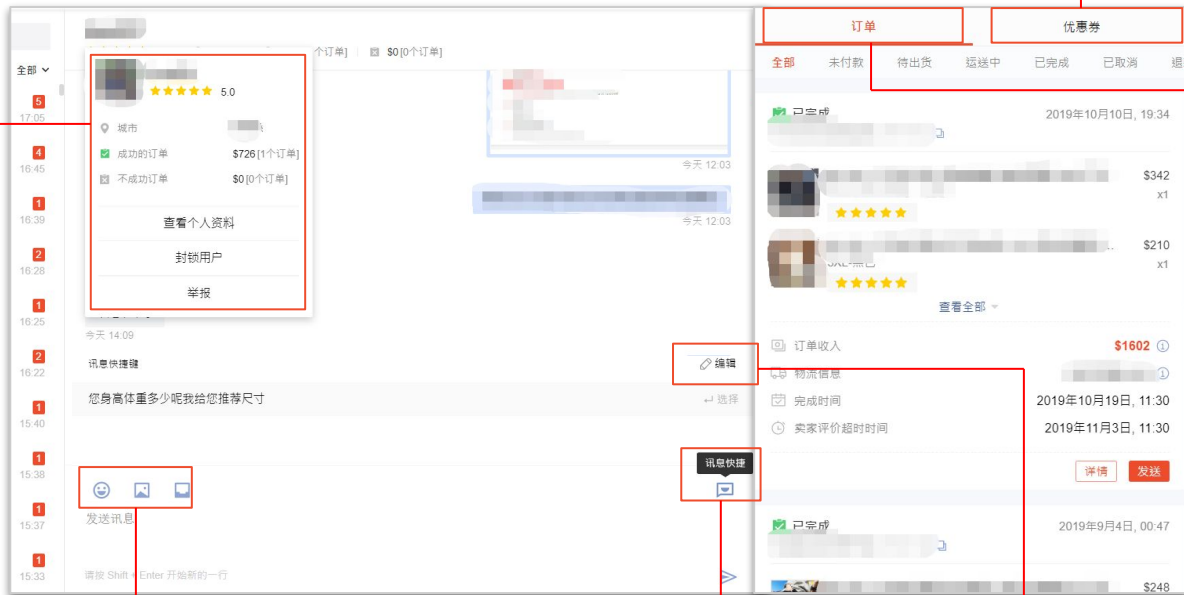 全部
5
17:05
4
16:45
1
16:39
2
16:28
1
16:25
2
16:22
1
15:40
1
15:38
1
15:37
1
15:33
个订单] $0 [0个订单]
5.0
城市
成功的订单 $726 [1个订单]
不成功订单 $0 [0个订单]
查看个人资料
封锁用户
举报
今天 12:03
今天 12:03
今天 14:09
讯息快捷键 编辑
您身高体重多少呢我给您推荐尺寸 选择
讯息快捷
发送讯息
请按 Shift + Enter 开始新的一行
订单 优惠券
全部 未付款 待出货 运送中 已完成 已取消 退
已完成 2019年10月10日, 19:34
$342
x1
$210
x1
查看全部
订单收入 $1602
物流信息
完成时间 2019年10月19日, 11:30
卖家评价超时时间 2019年11月3日, 11:30
详情 发送
已完成 2019年9月4日, 00:47
$248